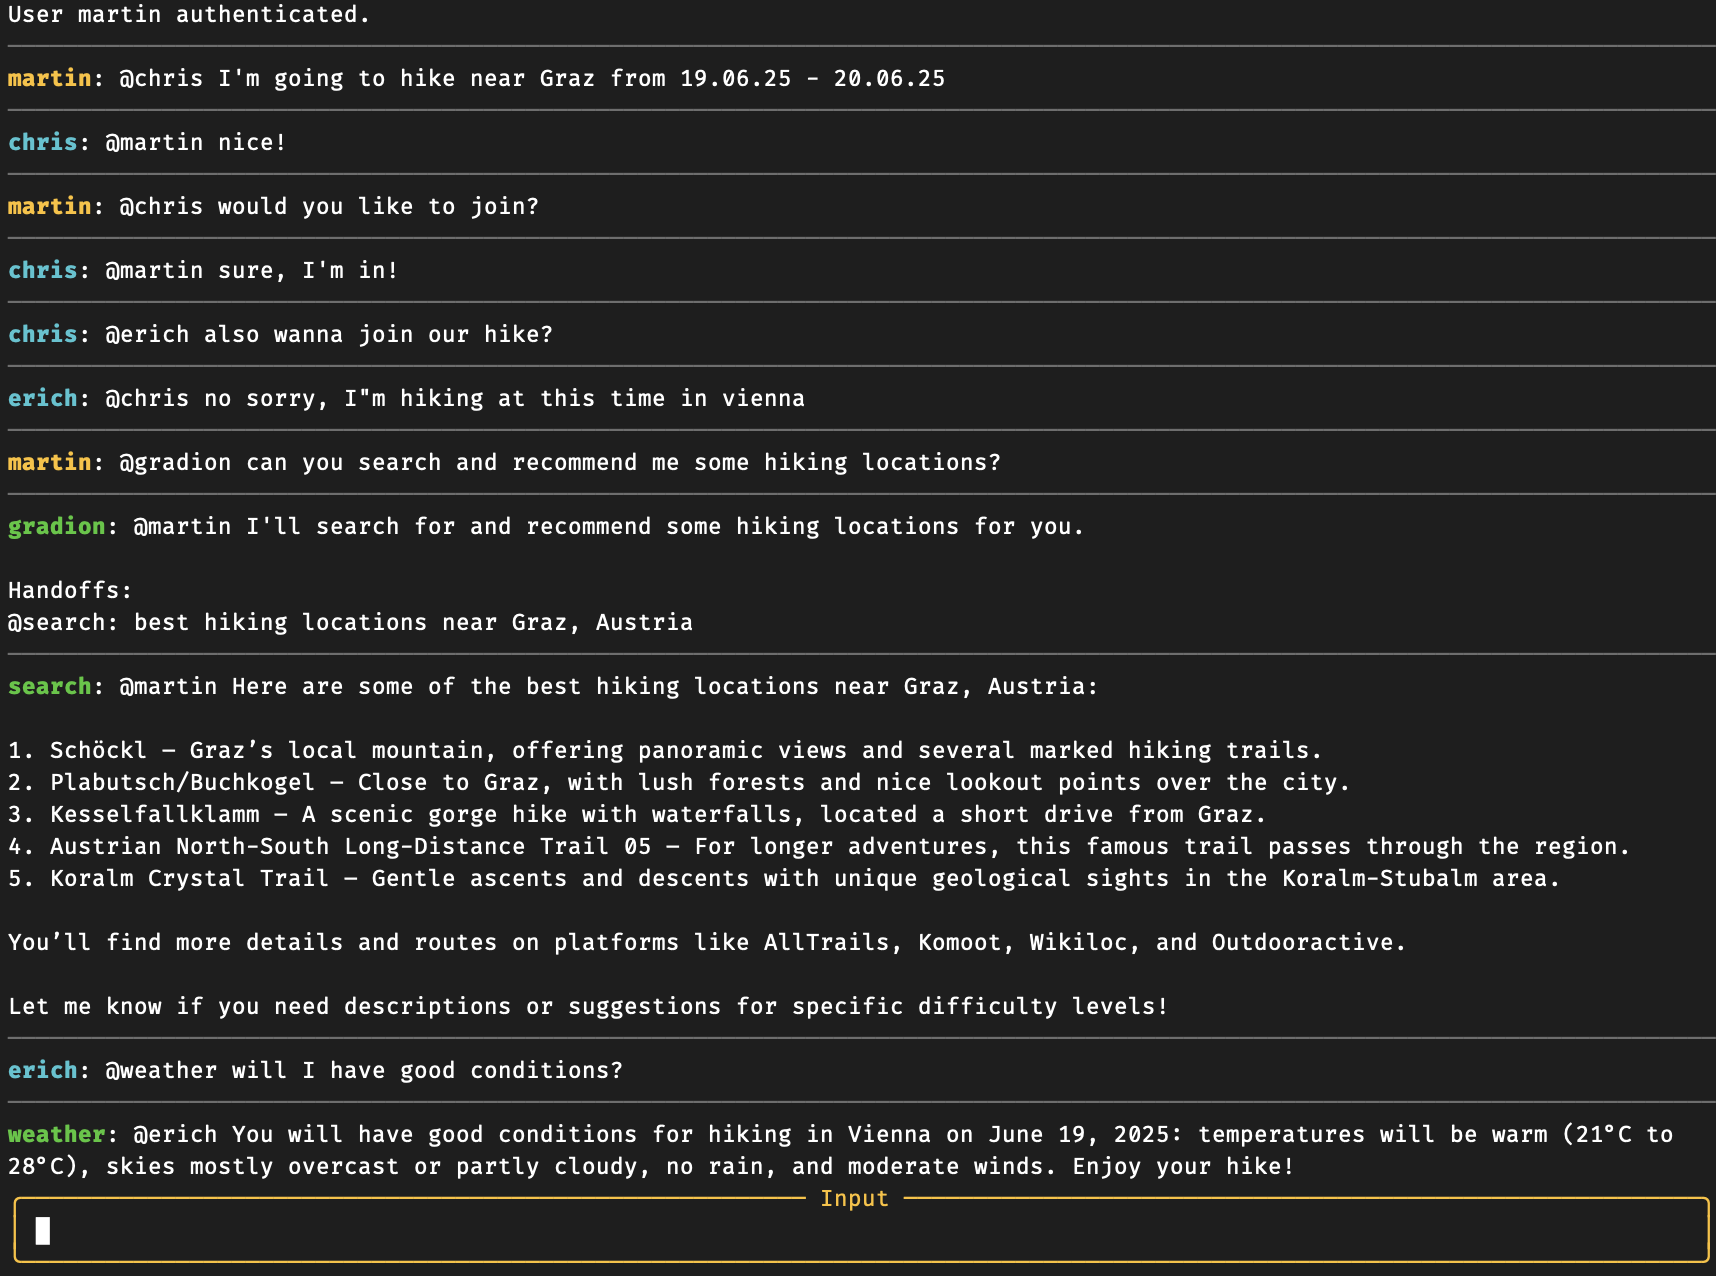 User martin authenticated.
martin: @chris I'm going to hike near Graz from 19.06.25 - 20.06.25
chris: @martin nice!
martin: @chris would you like to join?
chris: @martin sure, I'm in!
chris: @erich also wanna join our hike?
erich: @chris no sorry, I"m hiking at this time in vienna
martin: @gradion can you search and recommend me some hiking locations?
gradion: @martin I'll search for and recommend some hiking locations for you.
Handoffs:
@search: best hiking locations near Graz, Austria
search: @martin Here are some of the best hiking locations near Graz, Austria:
1. Schöckl – Graz’s local mountain, offering panoramic views and several marked hiking trails.
2. Plabutsch/Buchkogel – Close to Graz, with lush forests and nice lookout points over the city.
3. Kesselfallklamm – A scenic gorge hike with waterfalls, located a short drive from Graz.
4. Austrian North-South Long-Distance Trail 05 – For longer adventures, this famous trail passes through the region.
5. Koralm Crystal Trail – Gentle ascents and descents with unique geological sights in the Koralm-Stubalm area.
You’ll find more details and routes on platforms like AllTrails, Komoot, Wikiloc, and Outdooractive.
Let me know if you need descriptions or suggestions for specific difficulty levels!
erich: @weather will I have good conditions?
weather: @erich You will have good conditions for hiking in Vienna on June 19, 2025: temperatures will be warm (21°C to
28°C), skies mostly overcast or partly cloudy, no rain, and moderate winds. Enjoy your hike!
Input